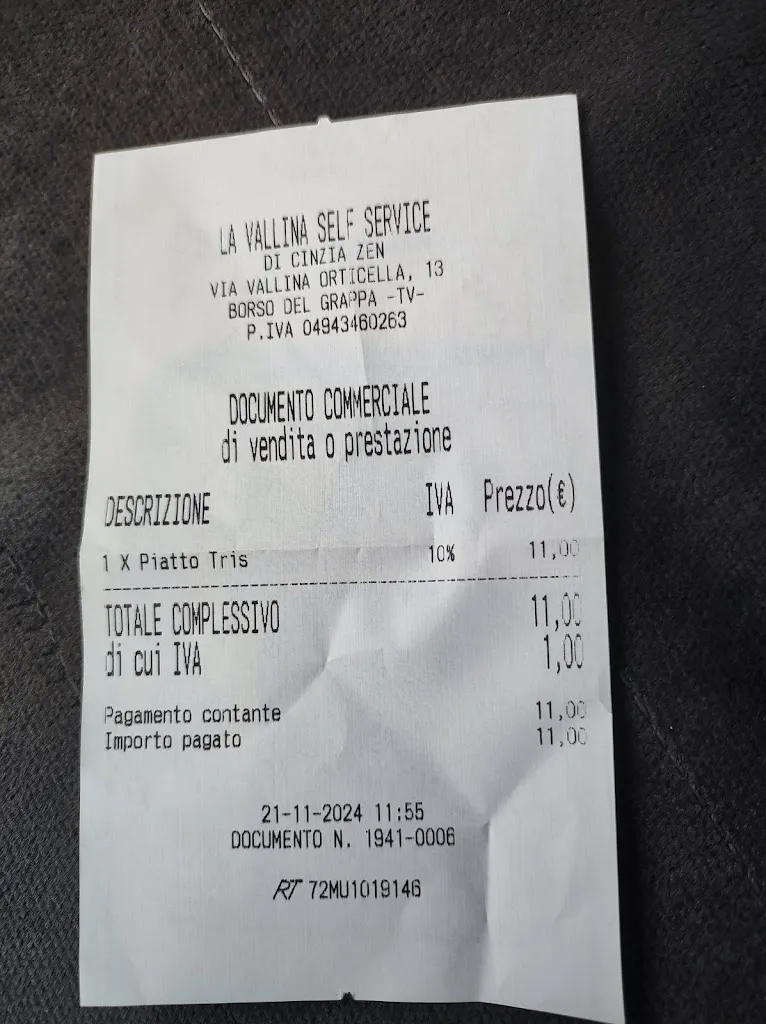 LA VALLINA SELF SERVICE
DI CINZIA ZEN
VIA VALLINA ORTICELLA, 13
BORSO DEL GRAPPA -TV-
P.IVA 04943460263
DOCUMENTO COMMERCIALE
di vendita o prestazione
DESCRIZIONE IVA Prezzo(€)
1 X Piatto Tris 10% 11,00
TOTALE COMPLESSIVO 11,00
di cui IVA 1,00
Pagamento contante 11,00
Importo pagato 11,00
21-11-2024 11:55
DOCUMENTO N. 1941-0006
RT 72MU1019146